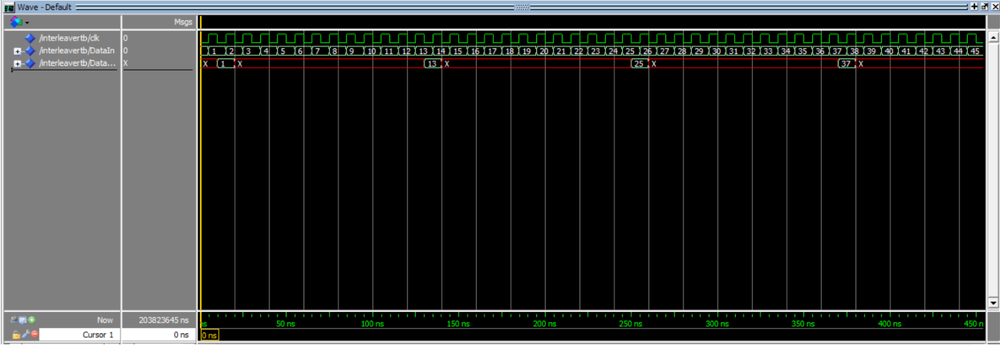 Wave - Default
Msgs
/interleavertb/clk 0
/interleavertb/DataIn 0 1 2 3 4 5 6 7 8 9 10 11 12 13 14 15 16 17 18 19 20 21 22 23 24 25 26 27 28 29 30 31 32 33 34 35 36 37 38 39 40 41 42 43 44 45
/interleavertb/Data... X X 1 X 13 X 25 X 37 X
Now 203823645 ns ns 50 ns 100 ns 150 ns 200 ns 250 ns 300 ns 350 ns 400 ns 450 n
Cursor 1 0 ns 0 ns